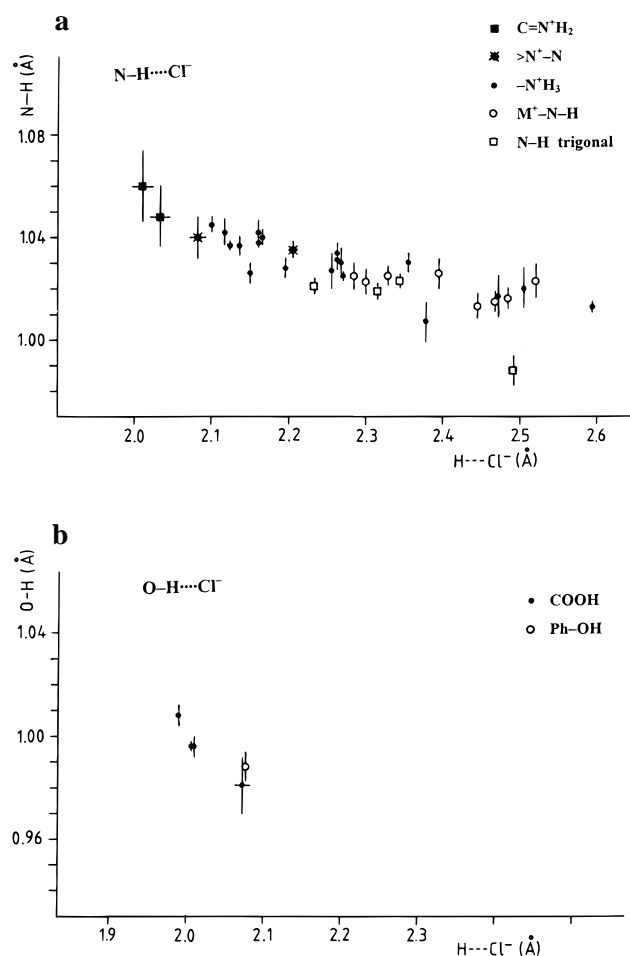 a
N–H (Å)
N–H····Cl⁻
C=N⁺H₂
>N⁺–N
–N⁺H₃
M⁺–N–H
N–H trigonal
1.08
1.04
1.00
2.0 2.1 2.2 2.3 2.4 2.5 2.6
H---Cl⁻ (Å)
b
O-H (Å)
O–H····Cl⁻
COOH
Ph–OH
1.04
1.00
0.96
1.9 2.0 2.1 2.2 2.3
H---Cl⁻ (Å)